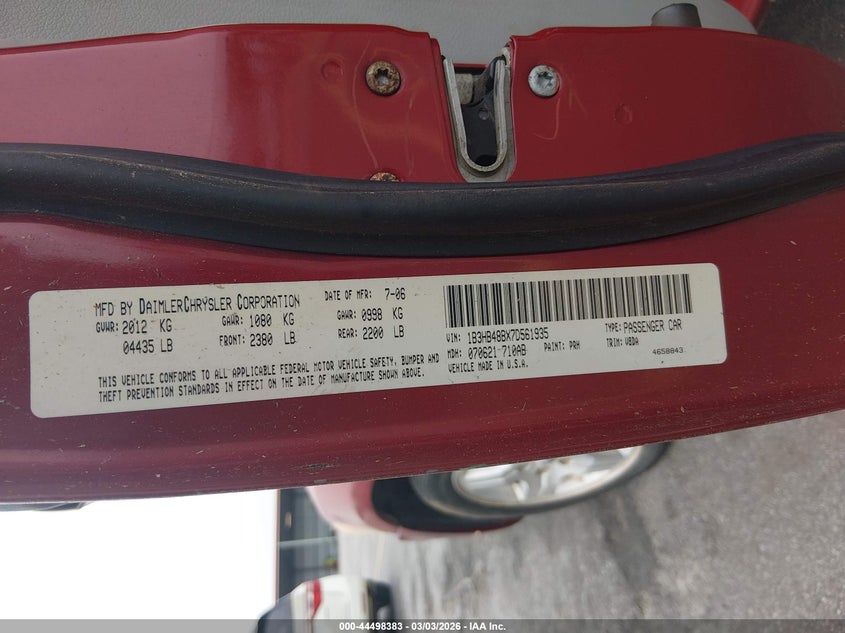 MFD BY DAIMLERCHRYSLER CORPORATION
DATE OF MFR: 7-06
GVWR: 2012 KG
GAWR: 1080 KG
GAWR: 0998 KG
04435 LB
FRONT: 2380 LB
REAR: 2200 LB
THIS VEHICLE CONFORMS TO ALL APPLICABLE FEDERAL MOTOR VEHICLE SAFETY, BUMPER AND
THEFT PREVENTION STANDARDS IN EFFECT ON THE DATE OF MANUFACTURE SHOWN ABOVE.
VIN: 1B3HB48BX7D561935
TYPE: PASSENGER CAR
MDH: 070621 710AB
PAINT: PRH
TRIM: VBDA
VEHICLE MADE IN U.S.A.
4658843
000-44498383 - 03/03/2026 - IAA Inc.